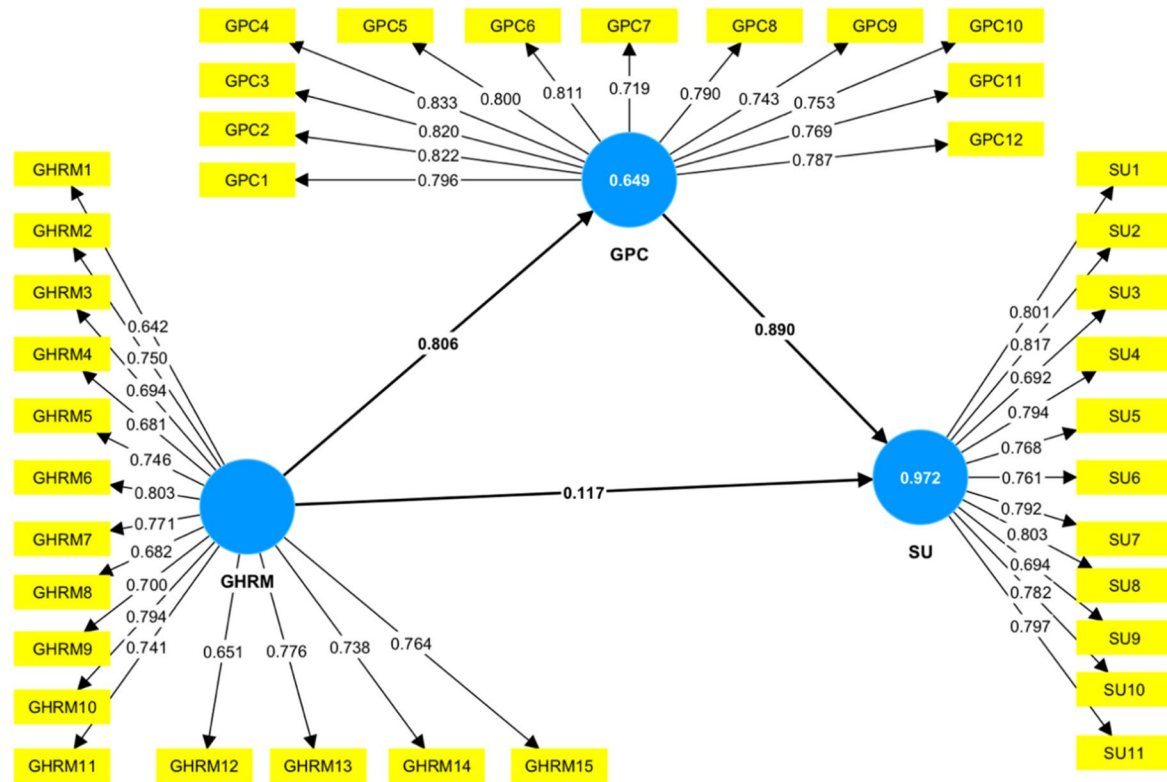 GPC4 GPC5 GPC6 GPC7 GPC8 GPC9 GPC10
GPC3 GPC11
GPC2 GPC12
GPC1
0.833 0.800 0.811 0.719 0.790 0.743 0.753
0.820 0.769
0.822 0.787
0.796
0.649
GPC
GHRM1
GHRM2
GHRM3
GHRM4
GHRM5
GHRM6
GHRM7
GHRM8
GHRM9
GHRM10
GHRM11 GHRM12 GHRM13 GHRM14 GHRM15
0.642
0.750
0.694
0.681
0.746
0.803
0.771
0.682
0.700
0.794
0.741
0.651 0.776 0.738 0.764
GHRM
0.806
0.890
0.117
0.972
SU
0.801
0.817
0.692
0.794
0.768
0.761
0.792
0.803
0.694
0.782
0.797
SU1
SU2
SU3
SU4
SU5
SU6
SU7
SU8
SU9
SU10
SU11